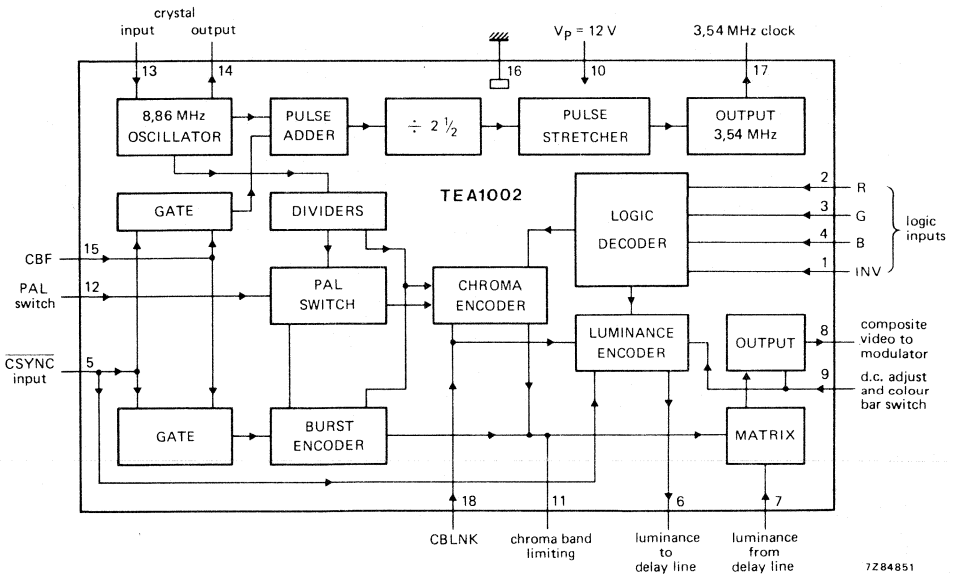 crystal
input output
V_P = 12 V
3,54 MHz clock
13
14
16
10
17
8,86 MHz
OSCILLATOR
PULSE
ADDER
÷ 2 ½
PULSE
STRETCHER
OUTPUT
3,54 MHz
TEA1002
GATE
DIVIDERS
LOGIC
DECODER
2
R
3
G
4
B
1
INV
logic
inputs
CBF
15
PAL
switch
12
PAL
SWITCH
CHROMA
ENCODER
LUMINANCE
ENCODER
OUTPUT
8
composite
video to
modulator
CSYNC
input
5
9
d.c. adjust
and colour
bar switch
GATE
BURST
ENCODER
MATRIX
18
11
6
7
CBLNK
chroma band
limiting
luminance
to
delay line
luminance
from
delay line
7Z84851